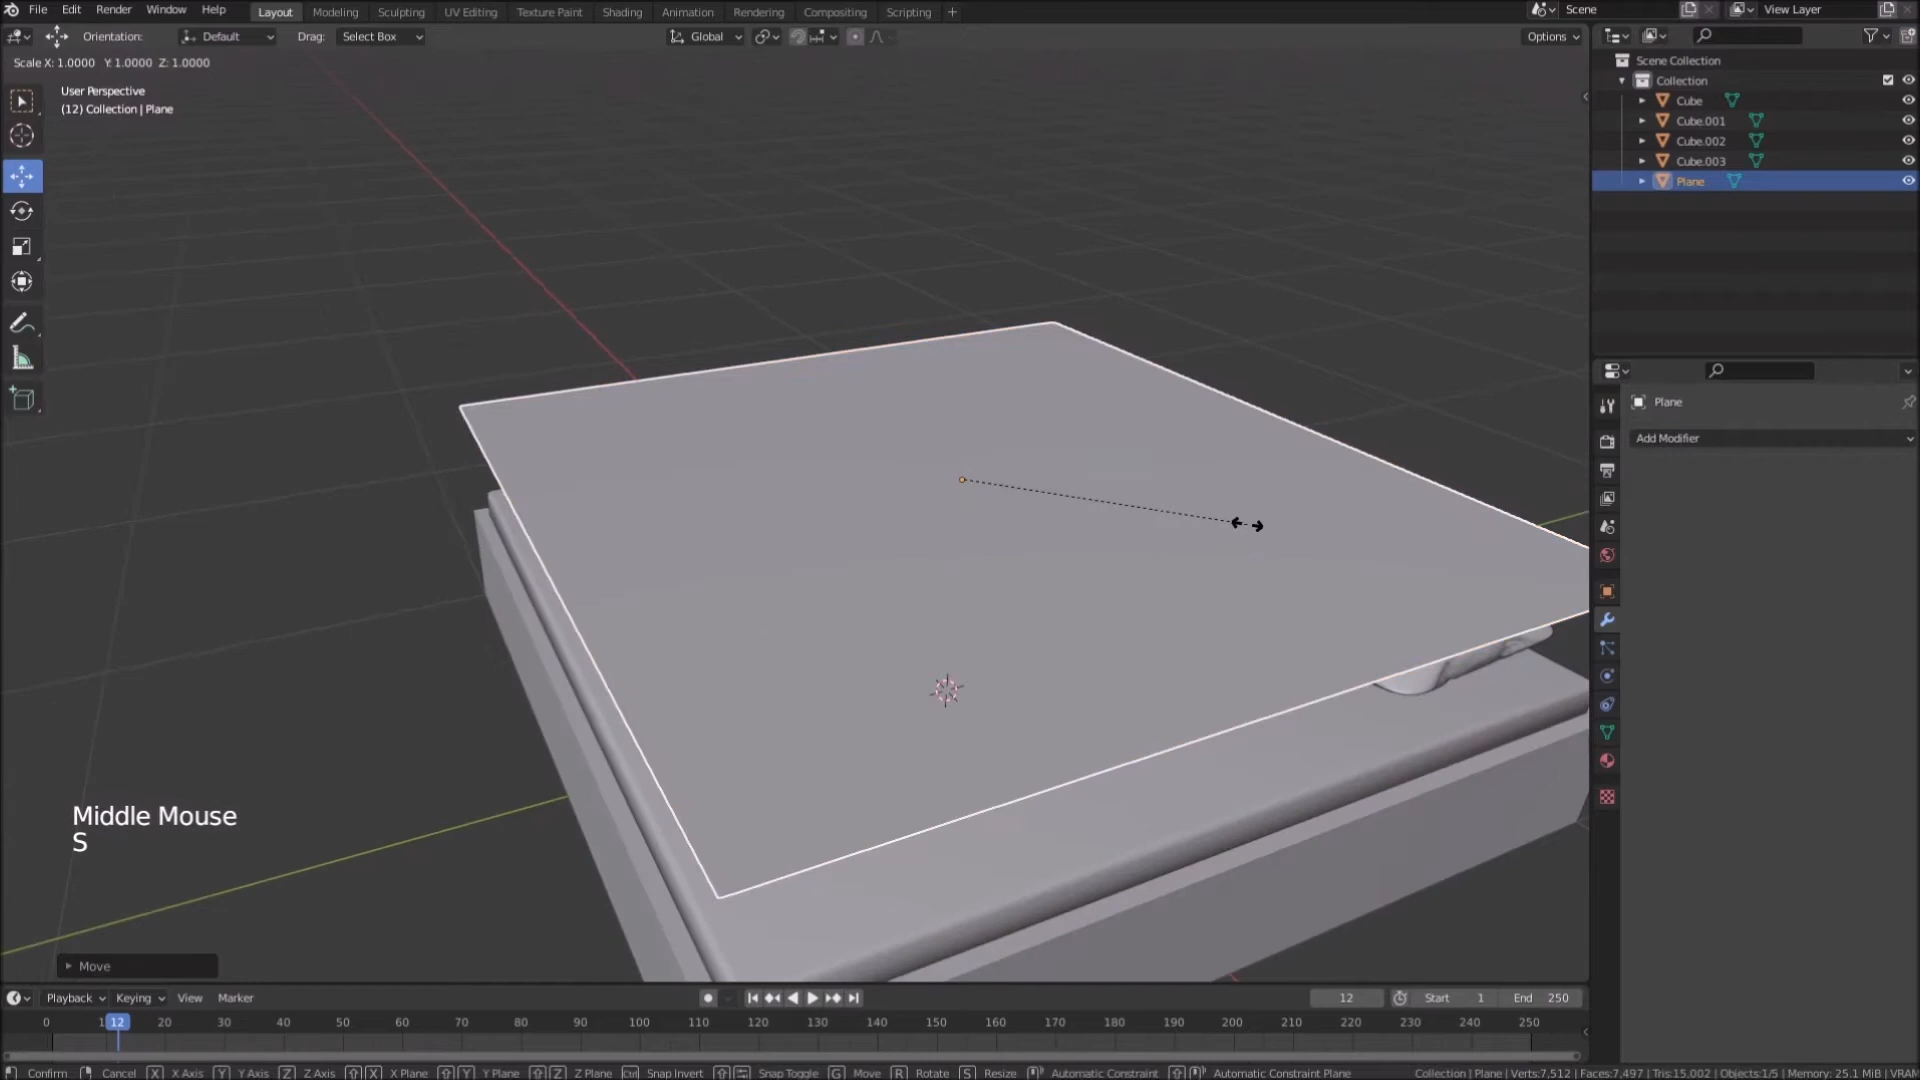 File Edit Render Window Help Layout Modeling Sculpting UV Editing Texture Paint Shading Animation Rendering Compositing Scripting + Scene View Layer
Orientation: Default Drag: Select Box Global Options
Scale X: 1.0000 Y: 1.0000 Z: 1.0000
User Perspective
(12) Collection | Plane
Scene Collection
Collection
Cube
Cube.001
Cube.002
Cube.003
Plane
Plane
Add Modifier
Middle Mouse
S
Move
Playback Keying View Marker 12 Start 1 End 250
0 12 20 30 40 50 60 70 80 90 100 110 120 130 140 150 160 170 180 190 200 210 220 230 240 250
Confirm Cancel X X Axis Y Y Axis Z Z Axis X X Plane Y Y Plane Z Z Plane Ctrl Snap Invert Snap Toggle G Move R Rotate S Resize Automatic Constraint Automatic Constraint Plane Collection | Plane | Verts:7,512 | Faces:7,497 | Tris:15,002 | Objects:1/5 | Memory: 25.1 MiB | VRAM